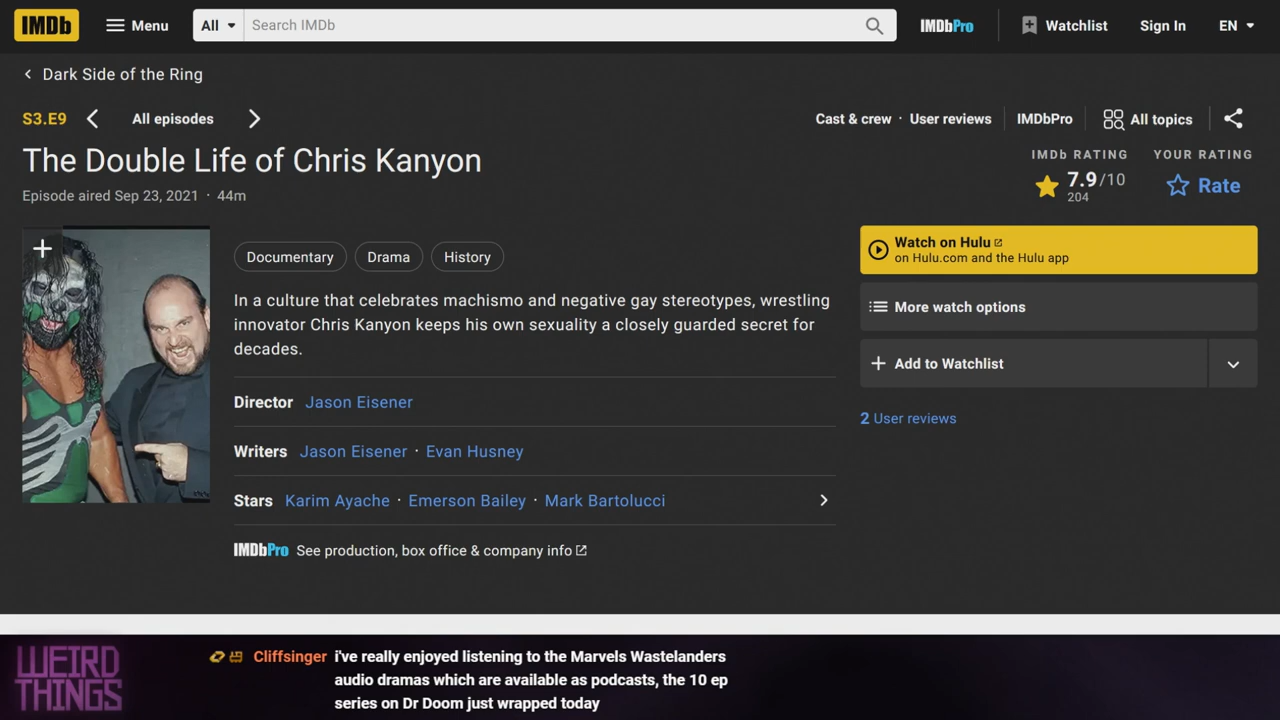 IMDb
Menu
All
Search IMDb
IMDbPro
Watchlist
Sign In
EN
Dark Side of the Ring
S3.E9
All episodes
Cast & crew · User reviews
IMDbPro
All topics
The Double Life of Chris Kanyon
Episode aired Sep 23, 2021 · 44m
IMDb RATING
7.9/10
204
YOUR RATING
Rate
Documentary
Drama
History
In a culture that celebrates machismo and negative gay stereotypes, wrestling
innovator Chris Kanyon keeps his own sexuality a closely guarded secret for
decades.
Director Jason Eisener
Writers Jason Eisener · Evan Husney
Stars Karim Ayache · Emerson Bailey · Mark Bartolucci
IMDbPro See production, box office & company info
Watch on Hulu
on Hulu.com and the Hulu app
More watch options
Add to Watchlist
2 User reviews
WEIRD
THINGS
Cliffsinger i've really enjoyed listening to the Marvels Wastelanders
audio dramas which are available as podcasts, the 10 ep
series on Dr Doom just wrapped today